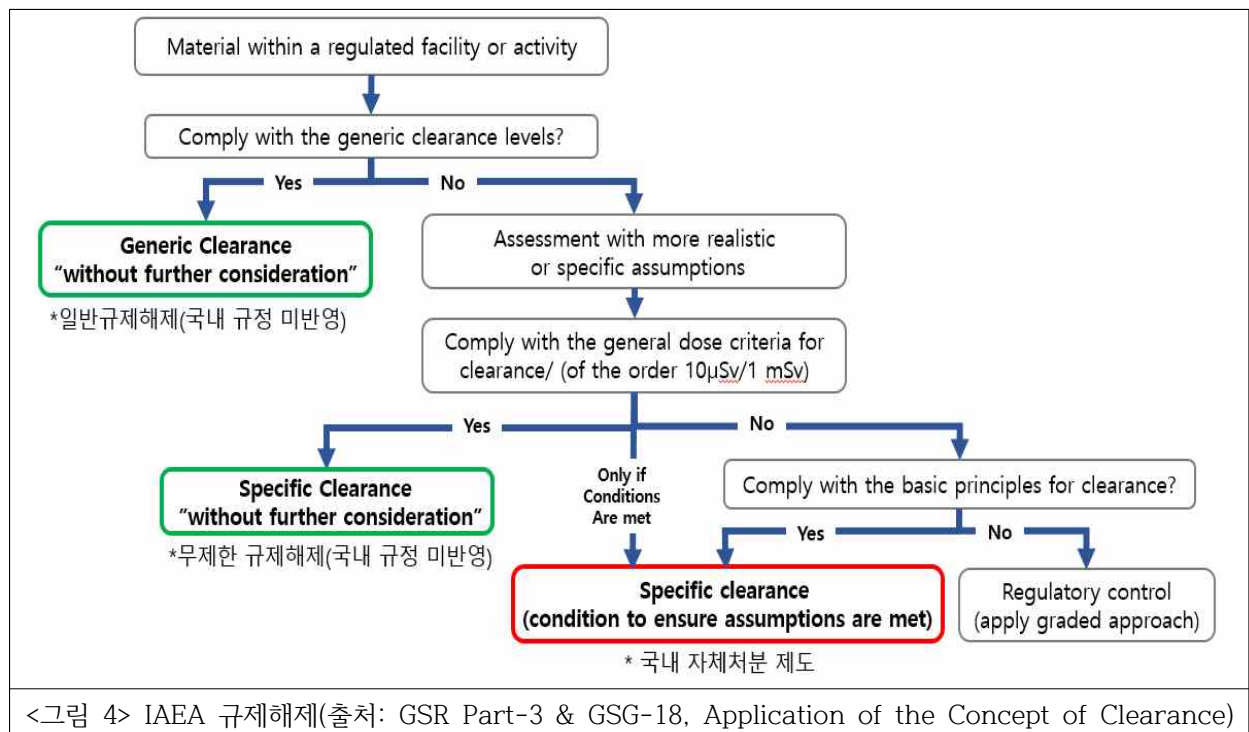 Material within a regulated facility or activity
Comply with the generic clearance levels?
Yes
No
Generic Clearance
“without further consideration”
*일반규제해제(국내 규정 미반영)
Assessment with more realistic
or specific assumptions
Comply with the general dose criteria for
clearance/ (of the order 10μSv/1 mSv)
Yes
Only if
Conditions
Are met
No
Specific Clearance
“without further consideration”
*무제한 규제해제(국내 규정 미반영)
Comply with the basic principles for clearance?
Yes
No
Specific clearance
(condition to ensure assumptions are met)
* 국내 자체처분 제도
Regulatory control
(apply graded approach)
<그림 4> IAEA 규제해제(출처: GSR Part-3 & GSG-18, Application of the Concept of Clearance)